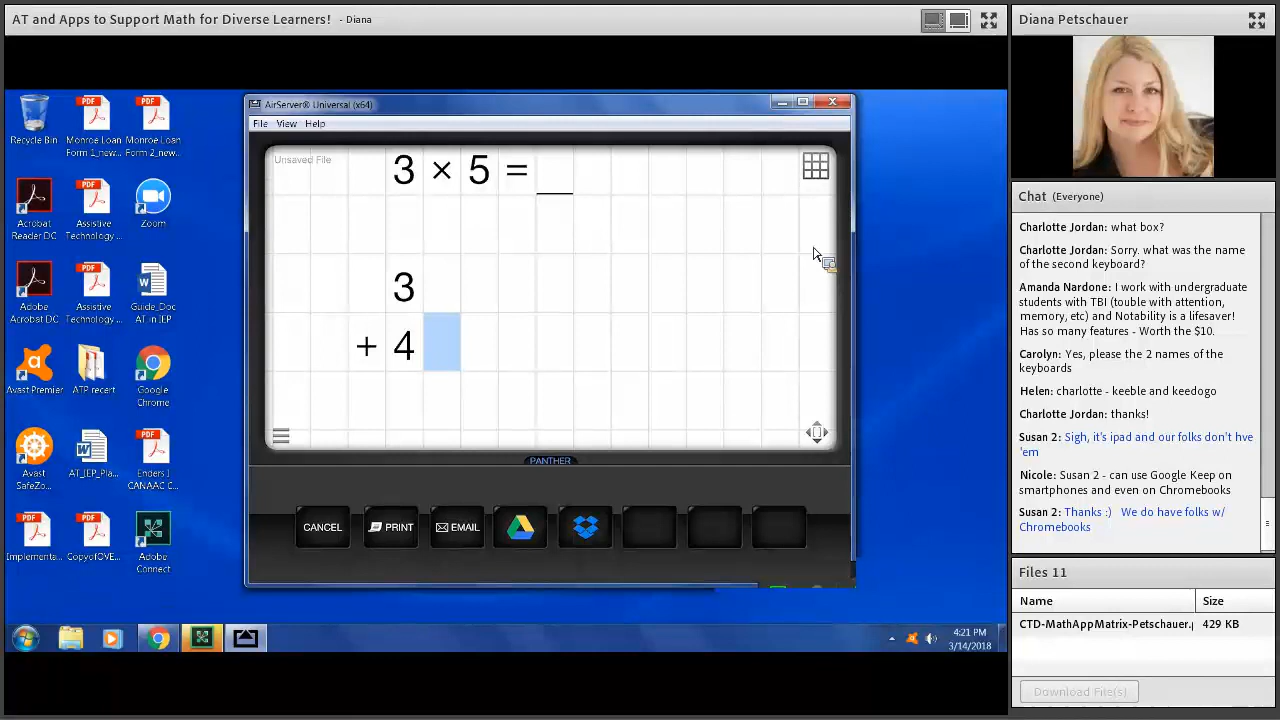 AT and Apps to Support Math for Diverse Learners! - Diana
Recycle Bin
Monroe Loan Form 1_new...
Monroe Loan Form 2_new...
Acrobat Reader DC
Assistive Technology ...
Zoom
Adobe Acrobat DC
Assistive Technology...
Guide_Doc AT in IEP
Avast Premier
ATP recert
Google Chrome
Avast SafeZo...
AT_IEP_Pla...
Enders J CANAAC C...
Implementa...
CopyofOVE...
Adobe Connect
AirServer® Universal (x64)
File View Help
Unsaved File
3 × 5 = __
3
+ 4
PANTHER
CANCEL
PRINT
EMAIL
4:21 PM
3/14/2018
Diana Petschauer
Chat (Everyone)
Charlotte Jordan: what box?
Charlotte Jordan: Sorry. what was the name
of the second keyboard?
Amanda Nardone: I work with undergraduate
students with TBI (touble with attention,
memory, etc) and Notability is a lifesaver!
Has so many features - Worth the $10.
Carolyn: Yes, please the 2 names of the
keyboards
Helen: charlotte - keeble and keedogo
Charlotte Jordan: thanks!
Susan 2: Sigh, it's ipad and our folks don't hve
'em
Nicole: Susan 2 - can use Google Keep on
smartphones and even on Chromebooks
Susan 2: Thanks :) We do have folks w/
Chromebooks
Files 11
Name Size
CTD-MathAppMatrix-Petschauer.p 429 KB
Download File(s)